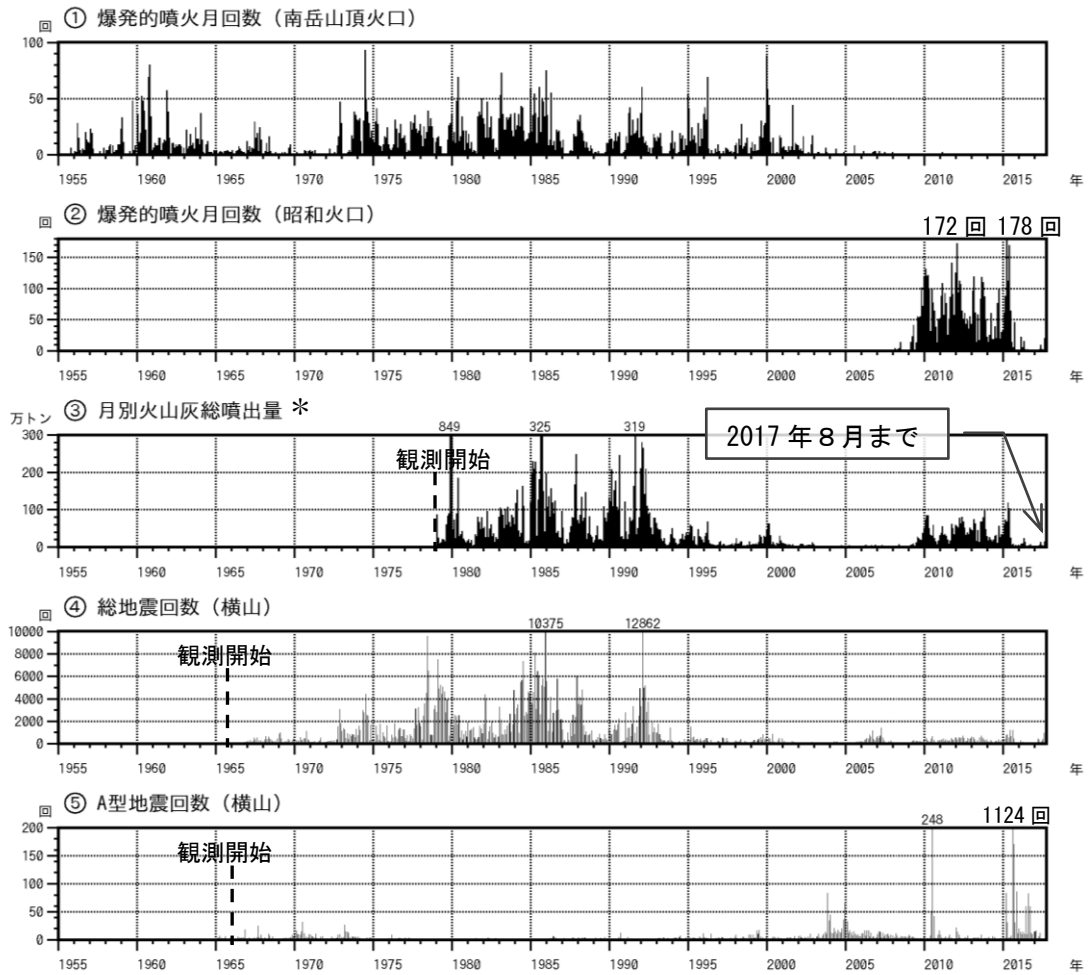 回 ① 爆発的噴火月回数（南岳山頂火口）
100
50
0
1955 1960 1965 1970 1975 1980 1985 1990 1995 2000 2005 2010 2015 年
回 ② 爆発的噴火月回数（昭和火口）
172 回 178 回
150
100
50
0
1955 1960 1965 1970 1975 1980 1985 1990 1995 2000 2005 2010 2015 年
万トン ③ 月別火山灰総噴出量 ＊
849 325 319
300
観測開始
2017 年８月まで
200
100
0
1955 1960 1965 1970 1975 1980 1985 1990 1995 2000 2005 2010 2015 年
回 ④ 総地震回数（横山）
10375 12862
10000
観測開始
8000
6000
4000
2000
0
1955 1960 1965 1970 1975 1980 1985 1990 1995 2000 2005 2010 2015 年
回 ⑤ A型地震回数（横山）
248 1124 回
200
観測開始
150
100
50
0
1955 1960 1965 1970 1975 1980 1985 1990 1995 2000 2005 2010 2015 年